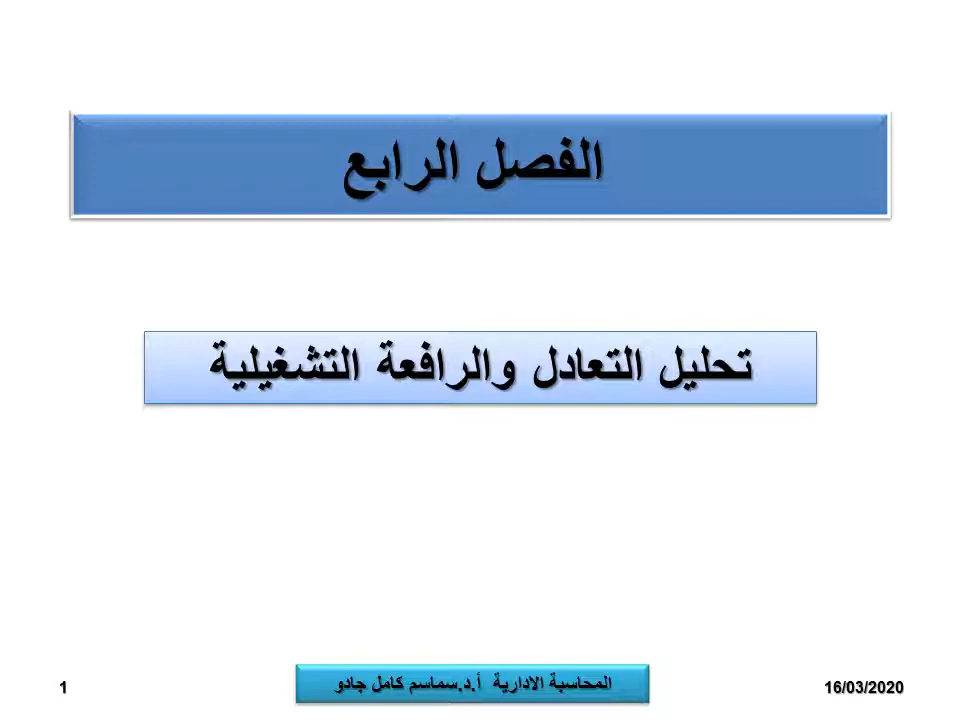 الفصل الرابع
تحليل التعادل والرافعة التشغيلية
16/03/2020
المحاسبة الادارية أ.د.سماسم كامل جادو
1